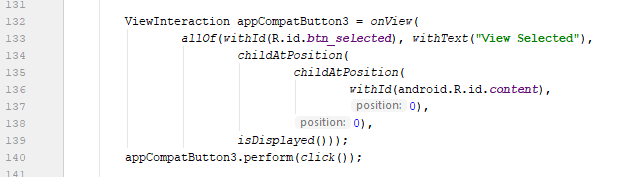 131
132 ViewInteraction appCompatButton3 = onView(
133 allOf(withId(R.id.btn_selected), withText("View Selected"),
134 childAtPosition(
135 childAtPosition(
136 withId(android.R.id.content),
137 position: 0),
138 position: 0),
139 isDisplayed()));
140 appCompatButton3.perform(click());
141